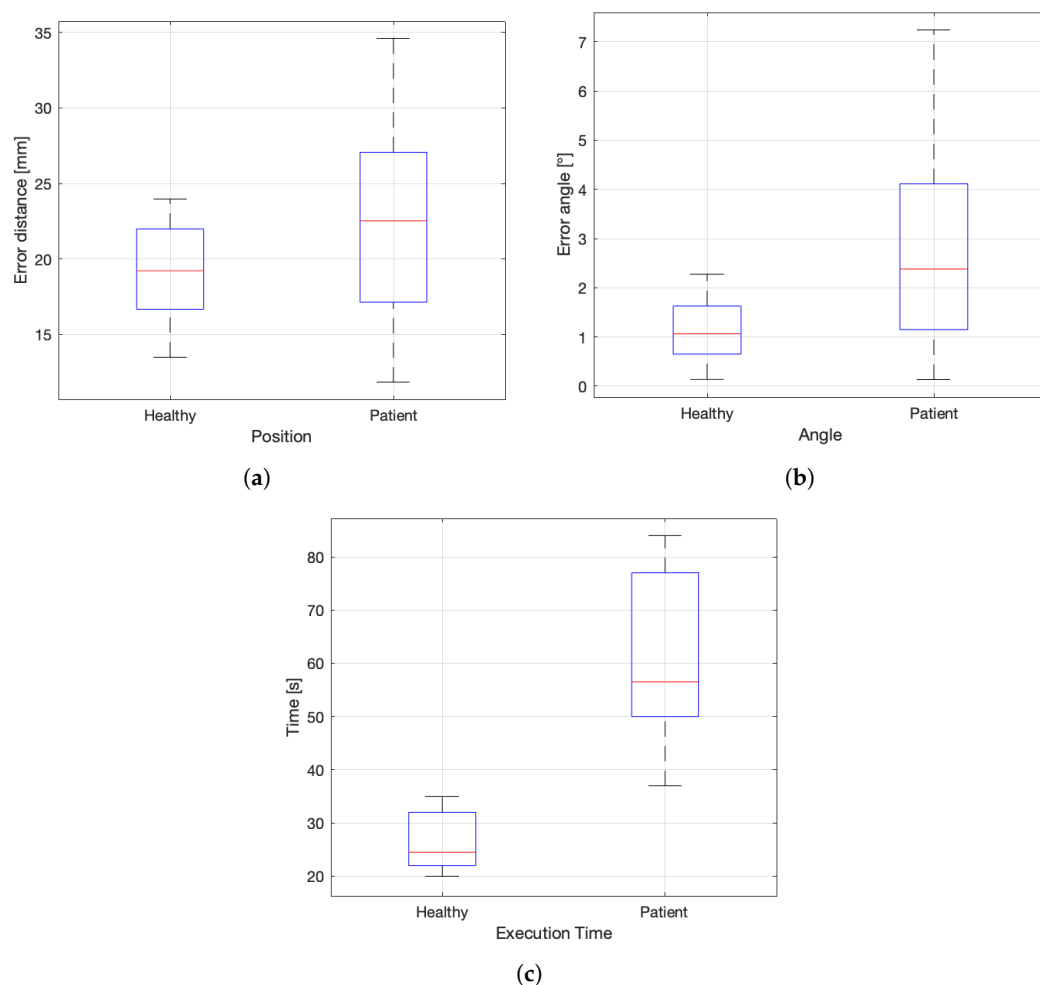 35
30
25
20
15
Error distance [mm]
Healthy
Patient
Position
(a)
7
6
5
4
3
2
1
0
Error angle [°]
Healthy
Patient
Angle
(b)
80
70
60
50
40
30
20
Time [s]
Healthy
Patient
Execution Time
(c)